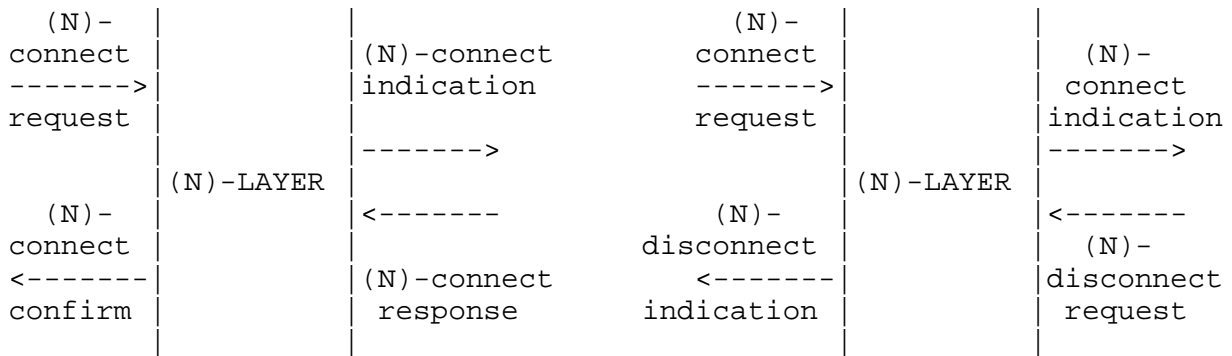 (N)-                                    (N)-
connect (N)-connect connect (N)-
-------> indication -------> connect
request request indication
-------> ------->
(N)-LAYER (N)-LAYER
(N)- <------- (N)- <-------
connect disconnect (N)-
<------- (N)-connect <------- disconnect
confirm response indication request